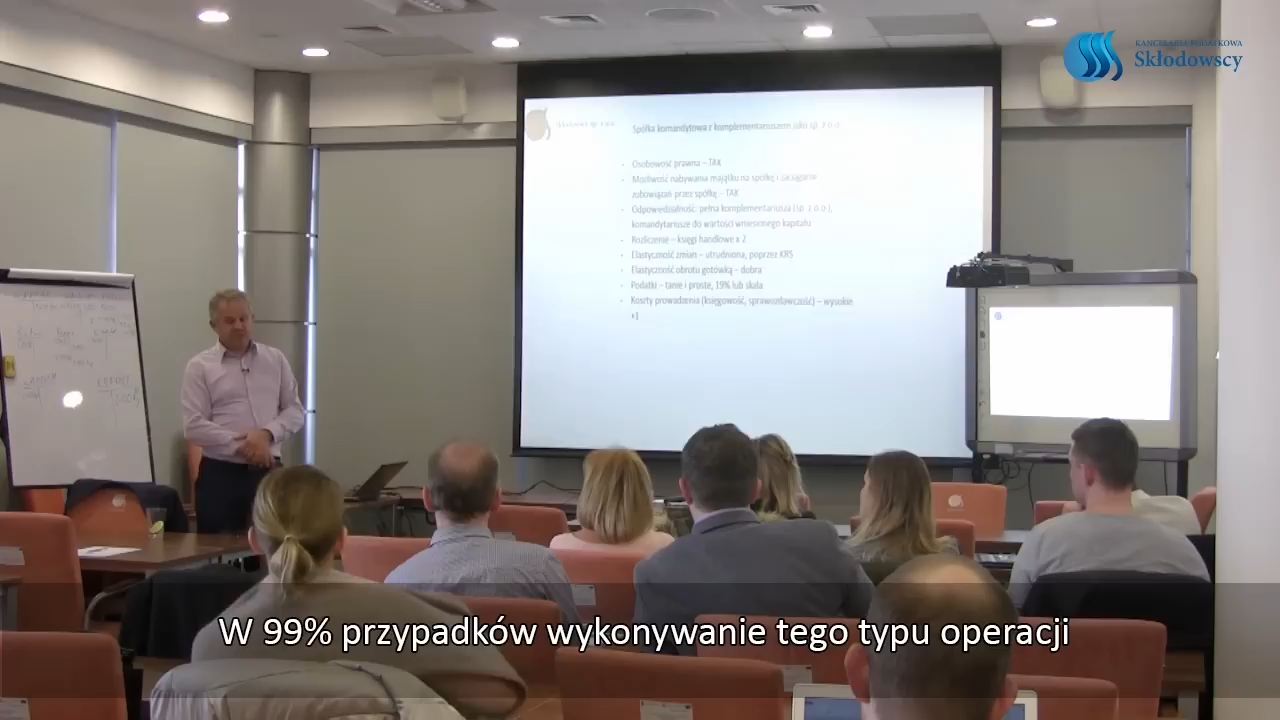 KANCELARIA PODATKOWA
Skłodowscy
Skłodowscy sp. z o.o.
Spółka komandytowa z komplementariuszem jako sp. z o.o.
- Osobowość prawna – TAK
- Możliwość nabywania majątku na spółkę i zaciągania
zobowiązań przez spółkę – TAK
- Odpowiedzialność: pełna komplementariusza (sp. z o.o.),
komandytariusze do wartości wniesionego kapitału
- Rozliczenie – księgi handlowe x 2
- Elastyczność zmian – utrudniona, poprzez KRS
- Elastyczność obrotu gotówką – dobra
- Podatki – tanie i proste, 19% lub skala
- Koszty prowadzenia (księgowość, sprawozdawczość) – wysokie
W 99% przypadków wykonywanie tego typu operacji